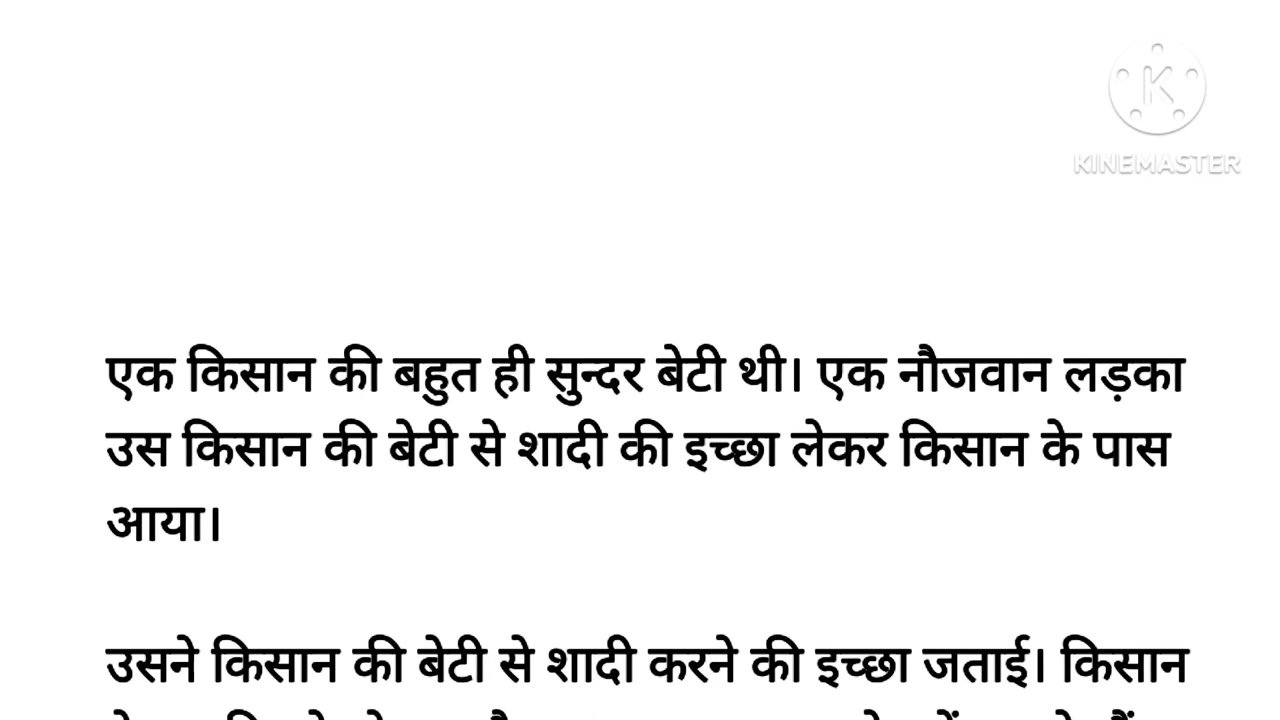 KINEMASTER
एक किसान की बहुत ही सुन्दर बेटी थी। एक नौजवान लड़का
उस किसान की बेटी से शादी की इच्छा लेकर किसान के पास
आया।
उसने किसान की बेटी से शादी करने की इच्छा जताई। किसान